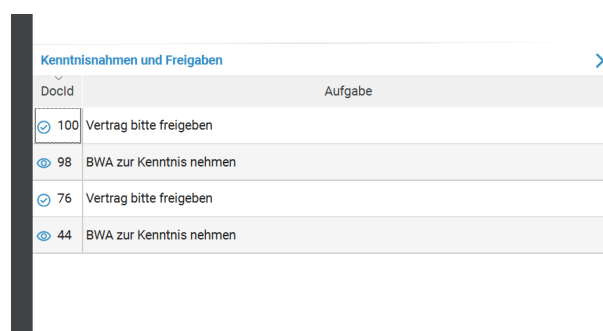 Kenntnisnahmen und Freigaben
DocId Aufgabe
100 Vertrag bitte freigeben
98 BWA zur Kenntnis nehmen
76 Vertrag bitte freigeben
44 BWA zur Kenntnis nehmen